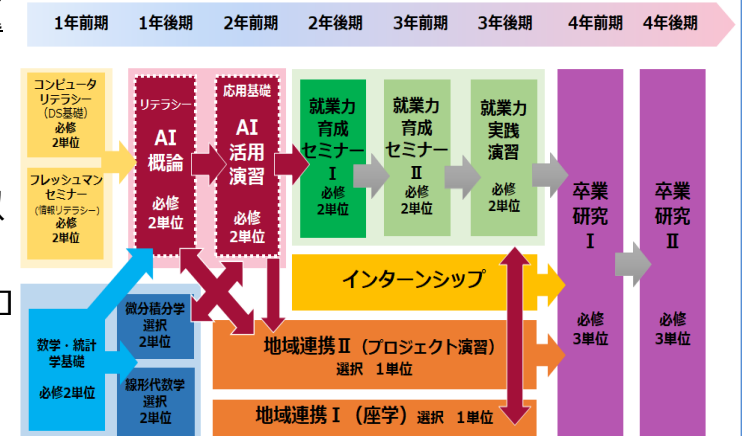 1年前期 1年後期 2年前期 2年後期 3年前期 3年後期 4年前期 4年後期
コンピュータ
リテラシー
（DS基礎）
必修
2単位
フレッシュマン
セミナー
(情報リテラシー)
必修
2単位
リテラシー
AI
概論
必修
2単位
応用基礎
AI
活用
演習
必修
2単位
就業力
育成
セミナー
Ⅰ
必修
2単位
就業力
育成
セミナー
Ⅱ
必修
2単位
就業力
実践
演習
必修
2単位
卒業
研究
Ⅰ
必修
3単位
卒業
研究
Ⅱ
必修
3単位
インターンシップ
数学・統計
学基礎
必修2単位
微分積分学
選択
2単位
線形代数学
選択
2単位
地域連携Ⅱ（プロジェクト演習）
選択 1単位
地域連携Ⅰ（座学）選択 1単位